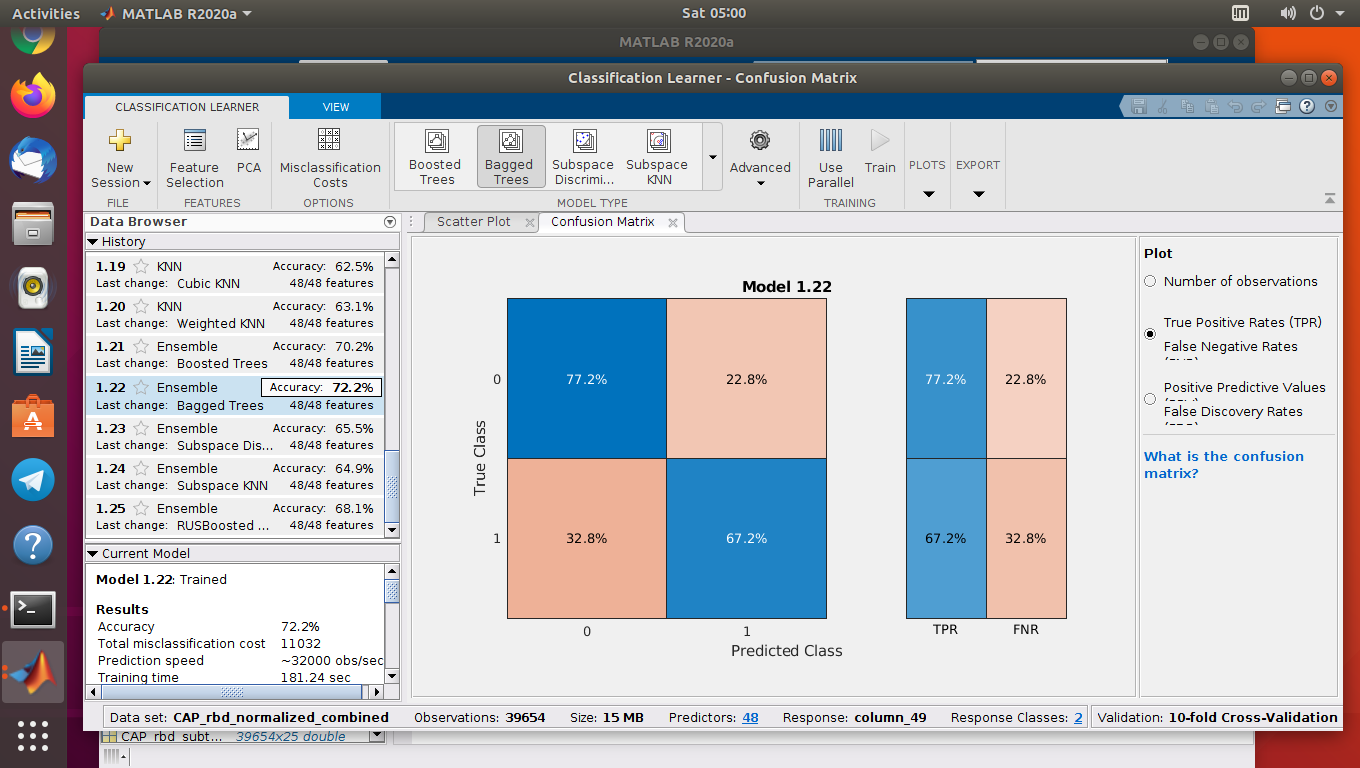 Activities MATLAB R2020a Sat 05:00
MATLAB R2020a
Classification Learner - Confusion Matrix
CLASSIFICATION LEARNER VIEW
New Session
Feature Selection
PCA
Misclassification Costs
Boosted Trees
Bagged Trees
Subspace Discrimi...
Subspace KNN
Advanced
Use Parallel
Train
PLOTS
EXPORT
FILE FEATURES OPTIONS MODEL TYPE TRAINING
Data Browser
Scatter Plot Confusion Matrix
History
1.19 KNN Accuracy: 62.5%
Last change: Cubic KNN 48/48 features
1.20 KNN Accuracy: 63.1%
Last change: Weighted KNN 48/48 features
1.21 Ensemble Accuracy: 70.2%
Last change: Boosted Trees 48/48 features
1.22 Ensemble Accuracy: 72.2%
Last change: Bagged Trees 48/48 features
1.23 Ensemble Accuracy: 65.5%
Last change: Subspace Dis... 48/48 features
1.24 Ensemble Accuracy: 64.9%
Last change: Subspace KNN 48/48 features
1.25 Ensemble Accuracy: 68.1%
Last change: RUSBoosted ... 48/48 features
Current Model
Model 1.22: Trained
Results
Accuracy 72.2%
Total misclassification cost 11032
Prediction speed ~32000 obs/sec
Training time 181.24 sec
Model 1.22
True Class
0 77.2% 22.8% 77.2% 22.8%
1 32.8% 67.2% 67.2% 32.8%
0 1 TPR FNR
Predicted Class
Plot
Number of observations
True Positive Rates (TPR)
False Negative Rates
Positive Predictive Values
False Discovery Rates
What is the confusion
matrix?
Data set: CAP_rbd_normalized_combined Observations: 39654 Size: 15 MB Predictors: 48 Response: column_49 Response Classes: 2 Validation: 10-fold Cross-Validation
CAP_rbd_subt... 39654x25 double